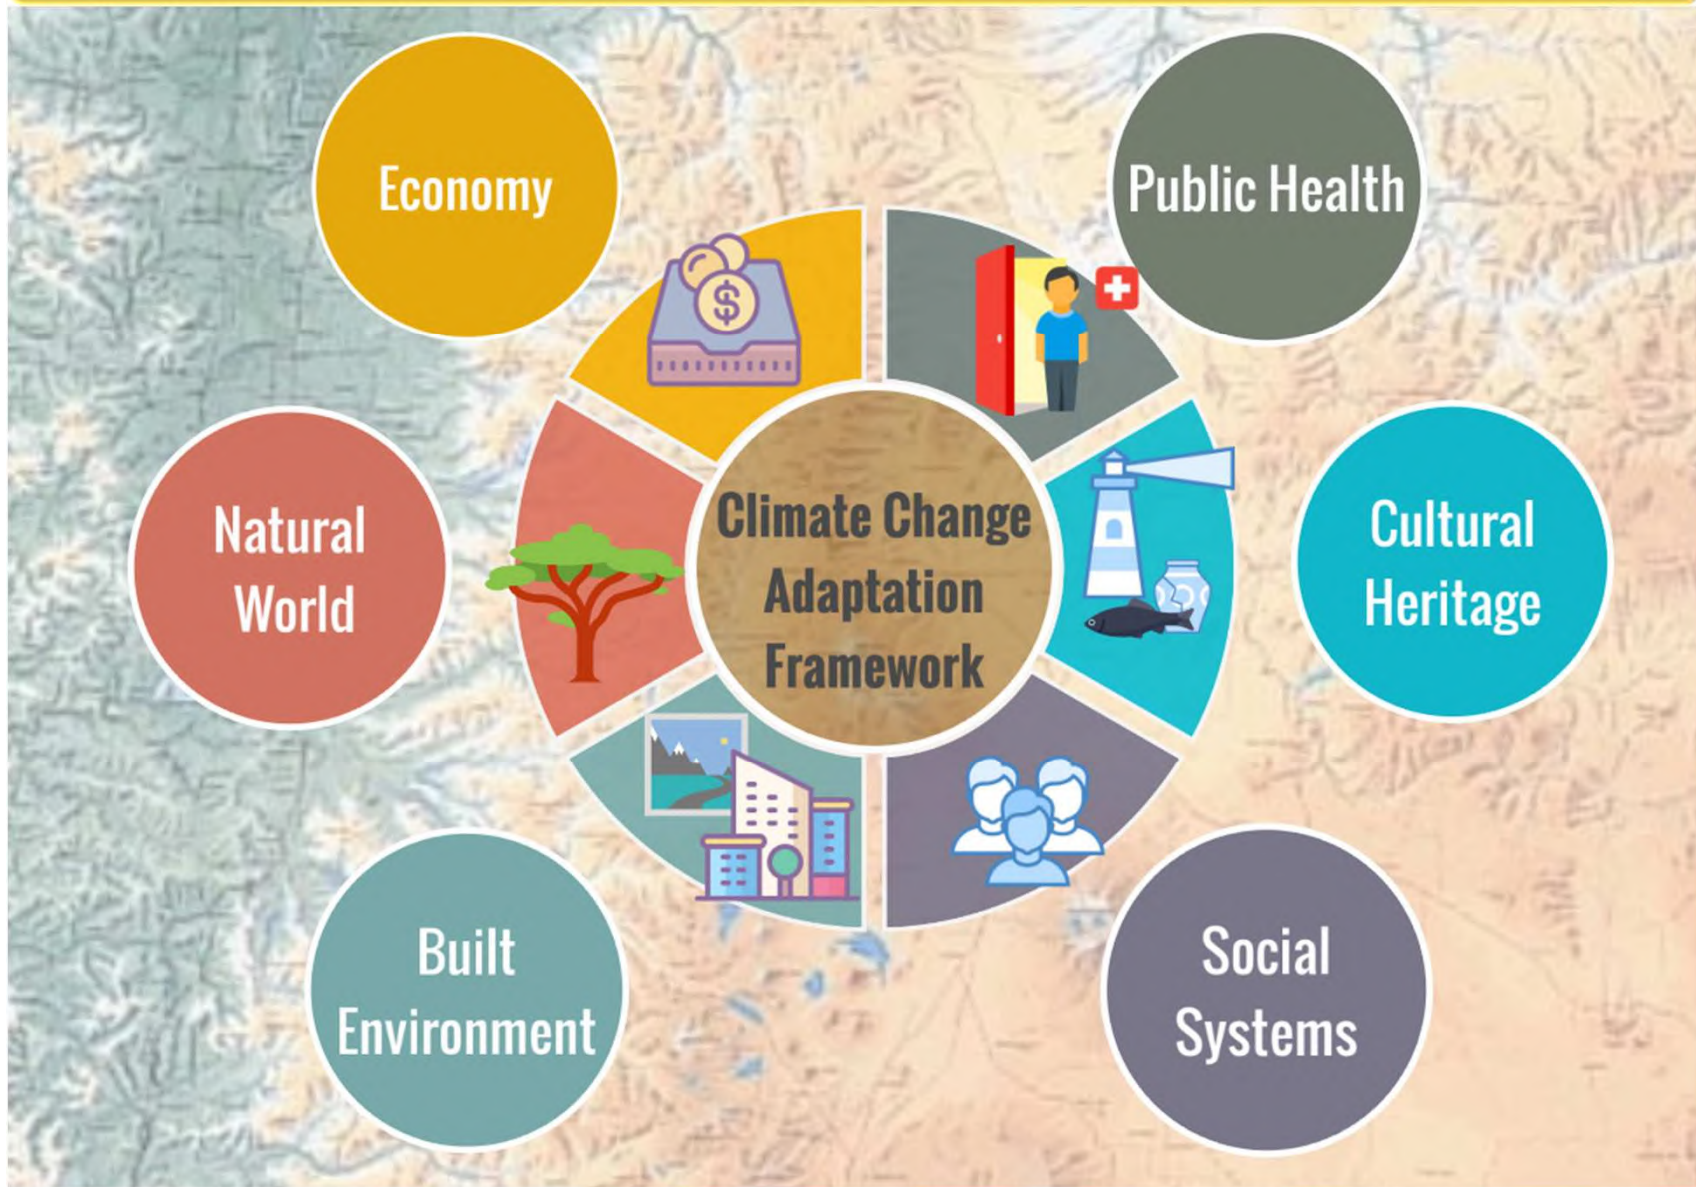 Economy
Public Health
Climate Change
Adaptation
Framework
Natural
World
Cultural
Heritage
Built
Environment
Social
Systems
$